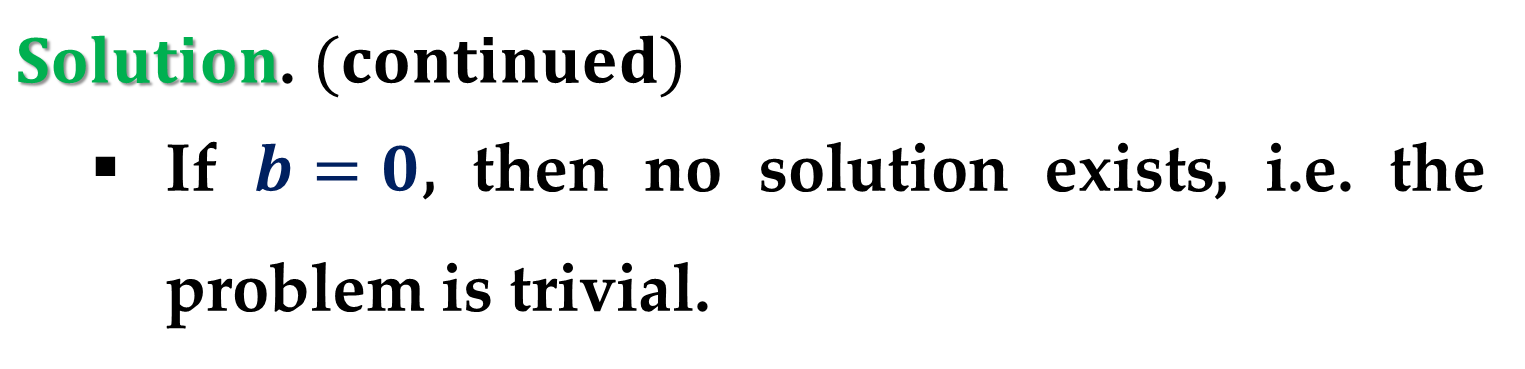 Solution. (continued)
▪ If b = 0, then no solution exists, i.e. the
problem is trivial.